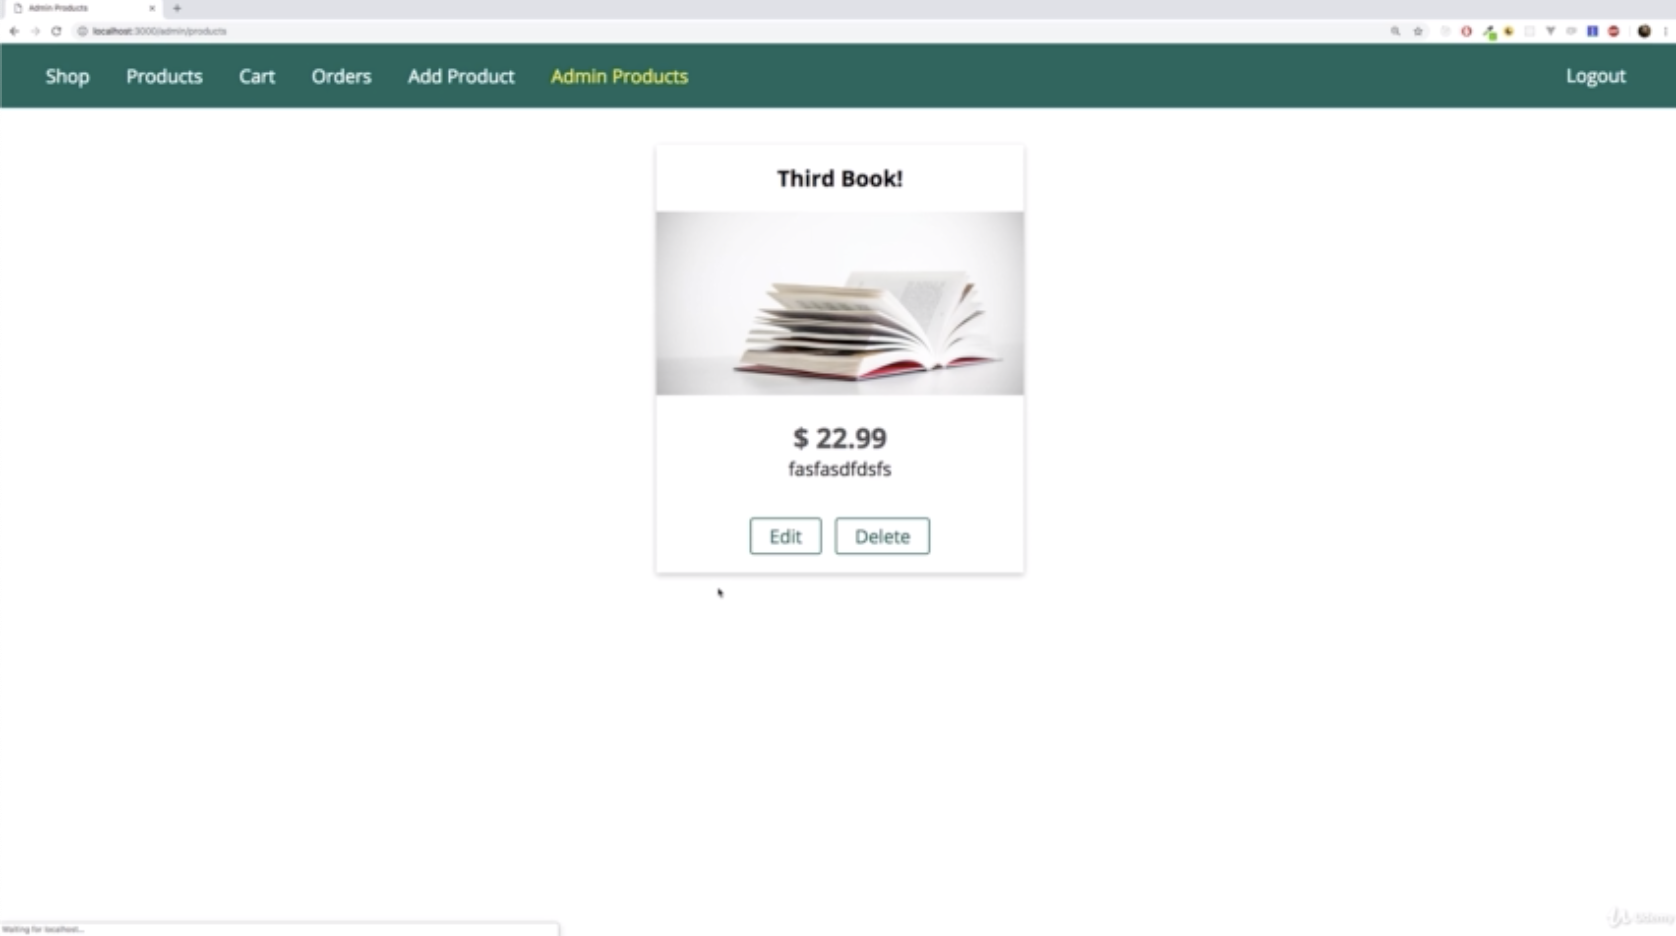 Admin Products
localhost:3000/admin/products
Shop Products Cart Orders Add Product Admin Products Logout
Third Book!
$ 22.99
fasfasdfdsfs
Edit Delete
Waiting for localhost...
Udemy